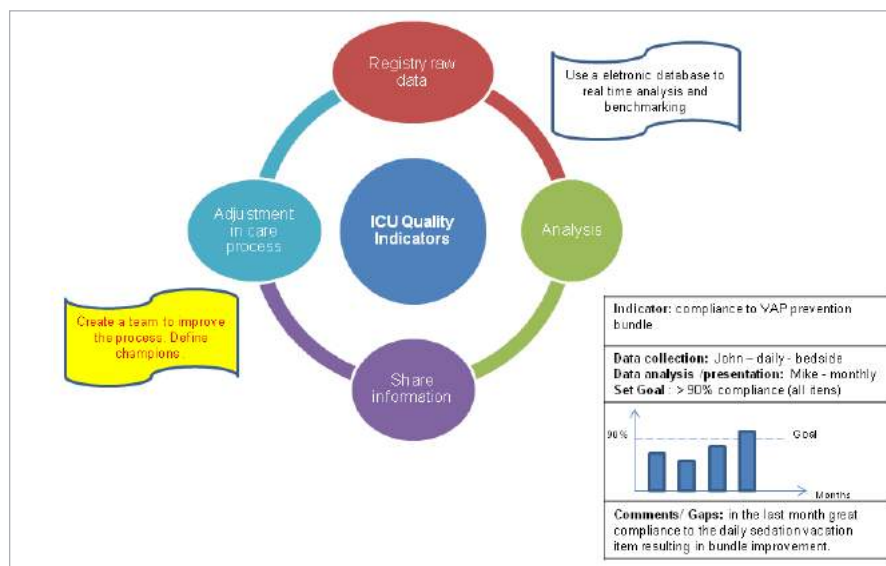 Registry raw
data
Use a eletronic database to
real time analysis and
benchmarking
Adjustment
in care
process
ICU Quality
Indicators
Analysis
Create a team to improve
the process. Define
champions.
Share
information
Indicator: compliance to VAP prevention
bundle.
Data collection: John – daily - bedside
Data analysis /presentation: Mike - monthly
Set Goal : > 90% compliance (all itens)
90%
Goal
Months
Comments/ Gaps: in the last month great
compliance to the daily sedation vacation
item resulting in bundle improvement.